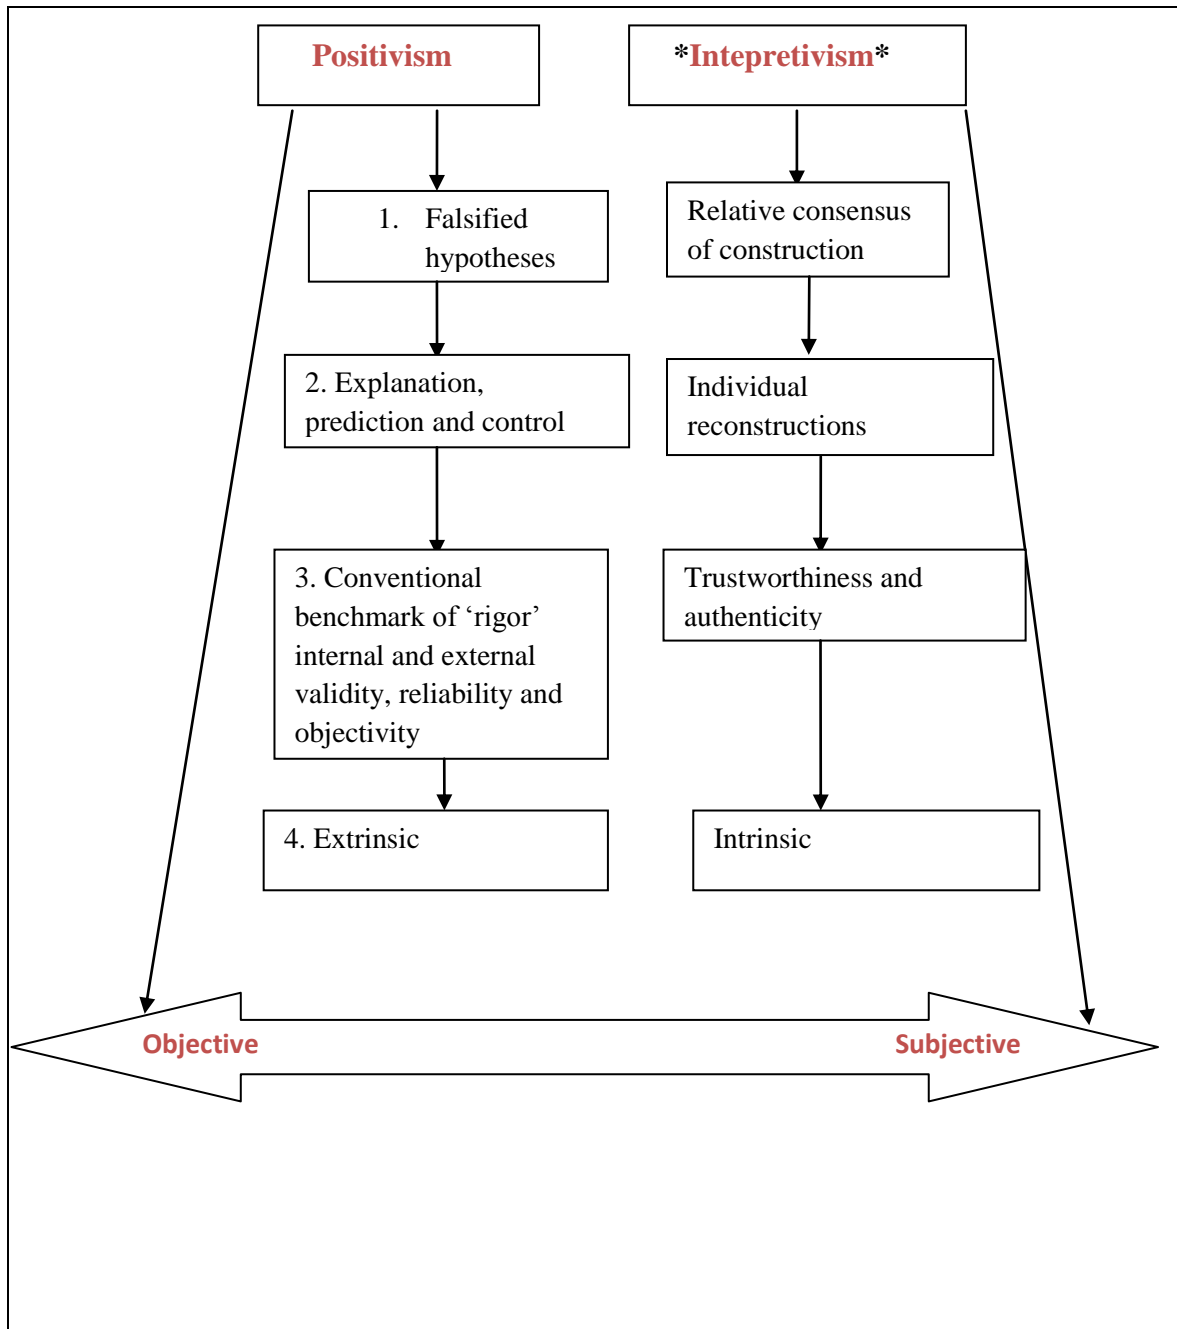 Positivism
*Intepretivism*
1. Falsified
hypotheses
Relative consensus
of construction
2. Explanation,
prediction and control
Individual
reconstructions
3. Conventional
benchmark of ‘rigor’
internal and external
validity, reliability and
objectivity
Trustworthiness and
authenticity
4. Extrinsic
Intrinsic
Objective
Subjective